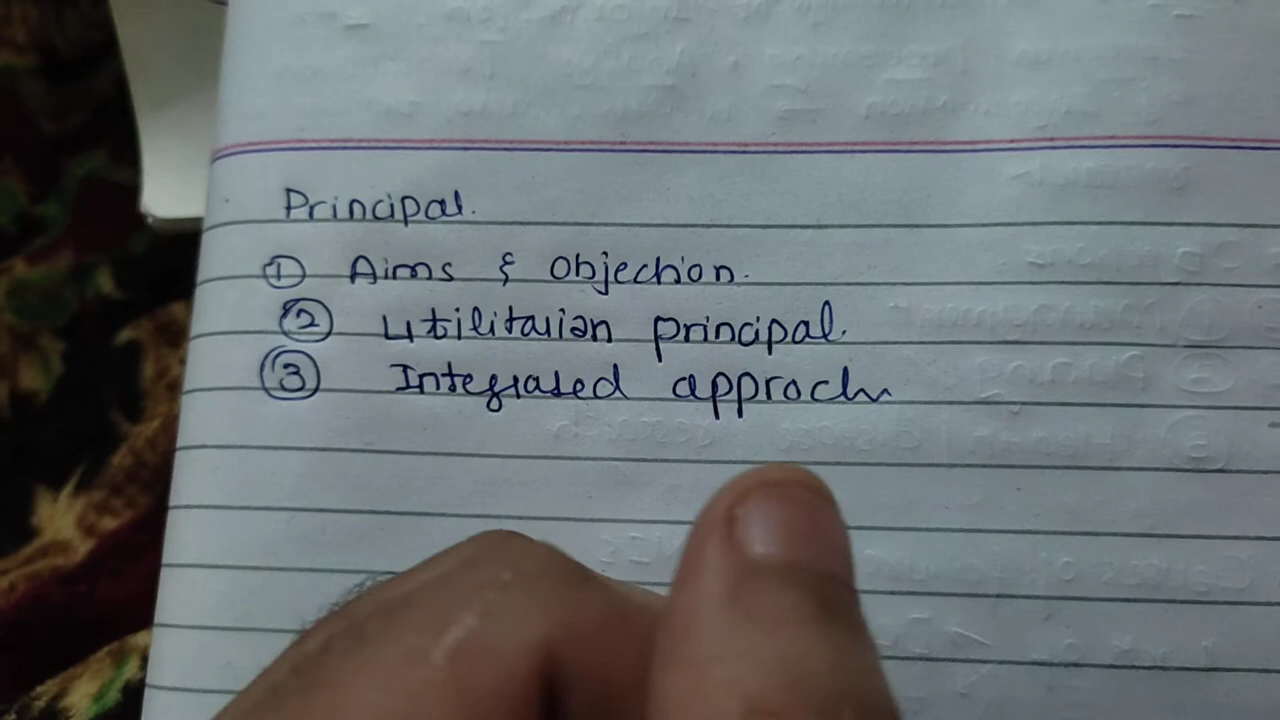 Principal.
① Aims & Objection.
② Utilitarian principal.
③ Integrated approch